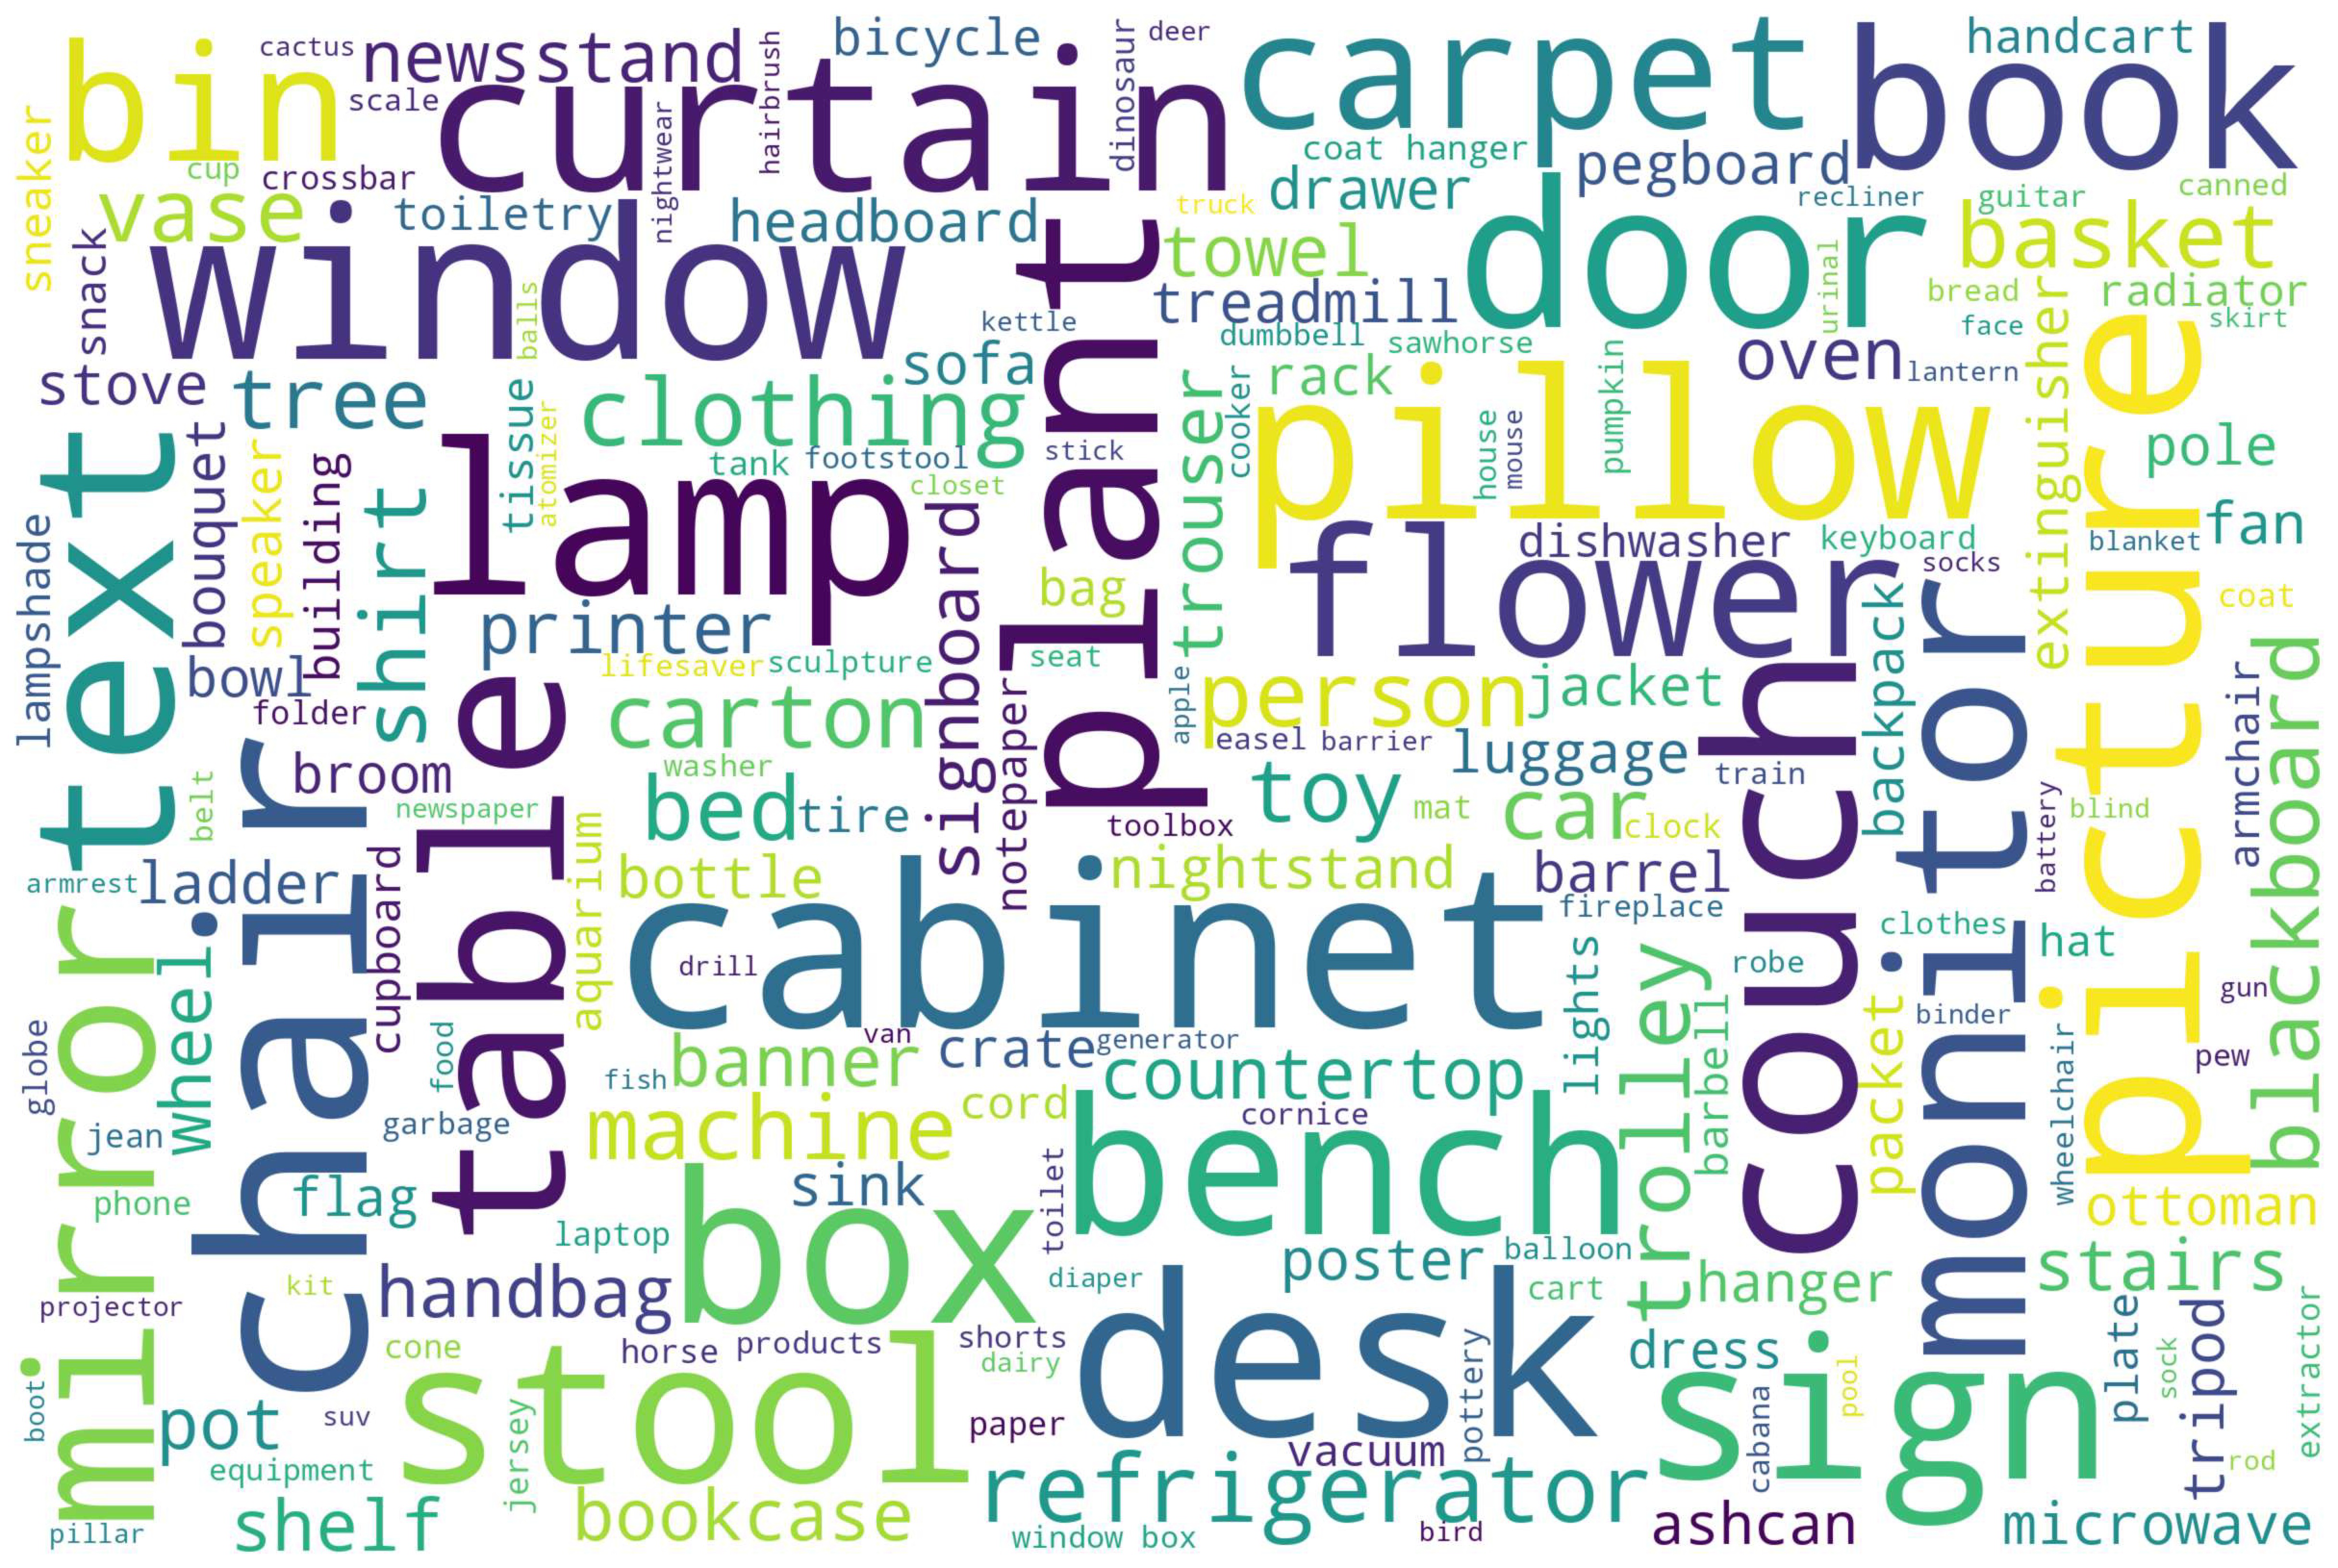 bin
cactus
newsstand
bicycle
deer
carpet
book
handcart
scale
curtain
hairbrush
dinosaur
nightwear
sneaker
cup
crossbar
coat hanger
pegboard
vase
toiletry
headboard
truck
drawer
recliner
guitar
canned
snack
window
plant
towel
door
urinal
basket
balls
kettle
treadmill
bread
radiator
dumbbell
sawhorse
face
skirt
stove
tree
tissue
clothing
sofa
rack
pumpkin
oven
lantern
extinguisher
picture
text
bouquet
speaker
building
shirt
lamp
atomizer
tank
footstool
closet
stick
trouser
cooker
pillow
house
mouse
pole
lampshade
signboard
bag
flower
dishwasher
keyboard
socks
blanket
fan
printer
coat
bowl
lifesaver
sculpture
seat
apple
person
jacket
couch
backpack
monitor
armchair
blackboard
folder
table
carton
notepaper
easel
barrier
luggage
train
chair
broom
washer
belt
newspaper
bed
tire
toolbox
toy
mat
car
clock
battery
blind
armrest
ladder
cupboard
aquarium
bottle
nightstand
barrel
mirror
wheel
cabinet
fireplace
clothes
hat
drill
lights
trolley
robe
packet
gun
globe
food
van
generator
barbell
binder
wheelchair
pew
fish
banner
crate
countertop
jean
garbage
machine
cord
cornice
bench
phone
flag
sink
toilet
ottoman
laptop
box
poster
balloon
stairs
projector
kit
handbag
diaper
desk
cart
hanger
plate
tripod
extractor
boot
cone
horse
products
shorts
dairy
pottery
dress
sign
pool
sock
pot
suv
stool
jersey
paper
vacuum
cabana
equipment
refrigerator
rod
pillar
shelf
bookcase
window box
bird
ashcan
microwave